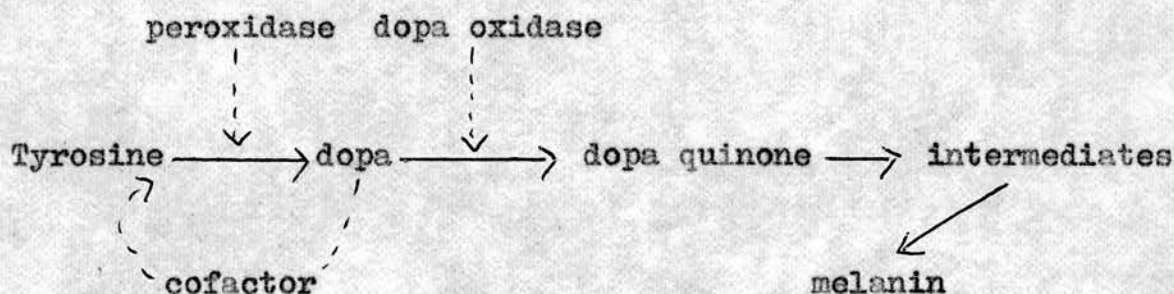 peroxidase dopa oxidase
Tyrosine dopa dopa quinone intermediates
cofactor melanin